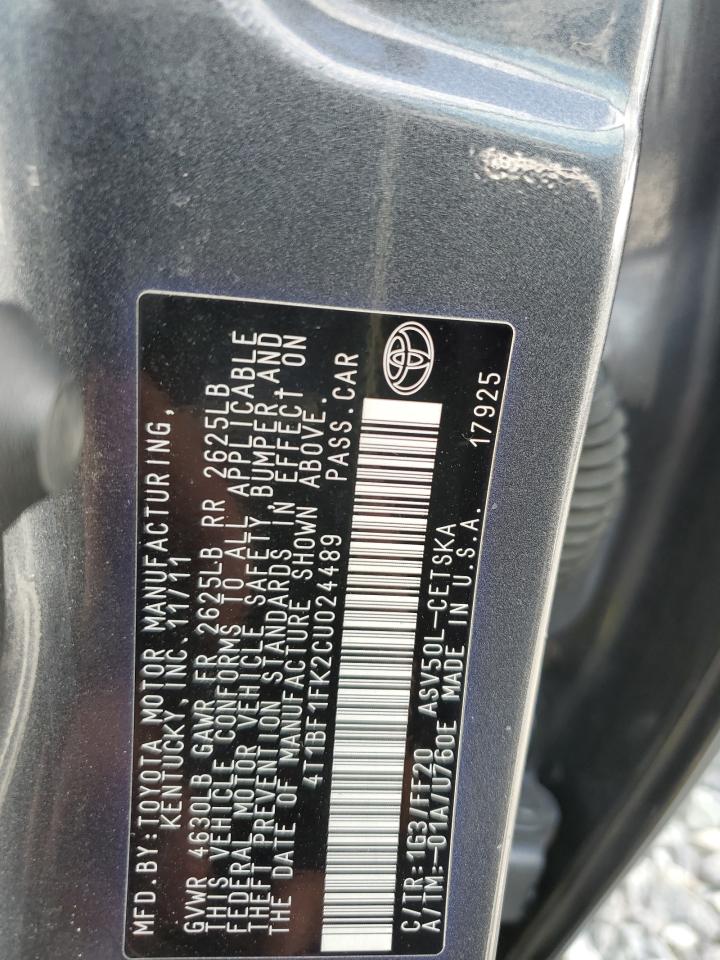 MFD. BY: TOYOTA MOTOR MANUFACTURING,
KENTUCKY, INC. 11/11
GVWR 4630LB GAWR FR 2625LB RR 2625LB
THIS VEHICLE CONFORMS TO ALL APPLICABLE
FEDERAL MOTOR VEHICLE SAFETY BUMPER AND
THEFT PREVENTION STANDARDS IN EFFECT ON
THE DATE OF MANUFACTURE SHOWN ABOVE.
4T1BF1FK2CU024489 PASS. CAR
C/TR: 1G3/FF20 ASV50L-CETSKA 17925
A/TM:-01A/U760E MADE IN U.S.A.